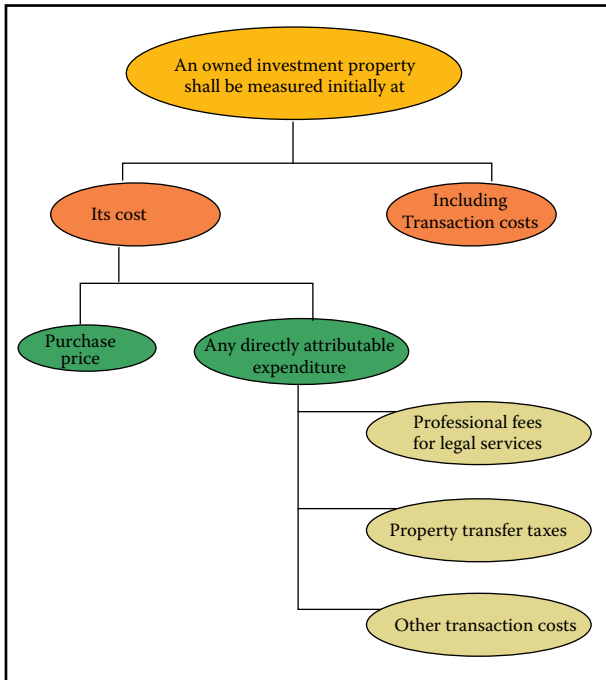 An owned investment property
shall be measured initially at
Its cost
Including
Transaction costs
Purchase
price
Any directly attributable
expenditure
Professional fees
for legal services
Property transfer taxes
Other transaction costs